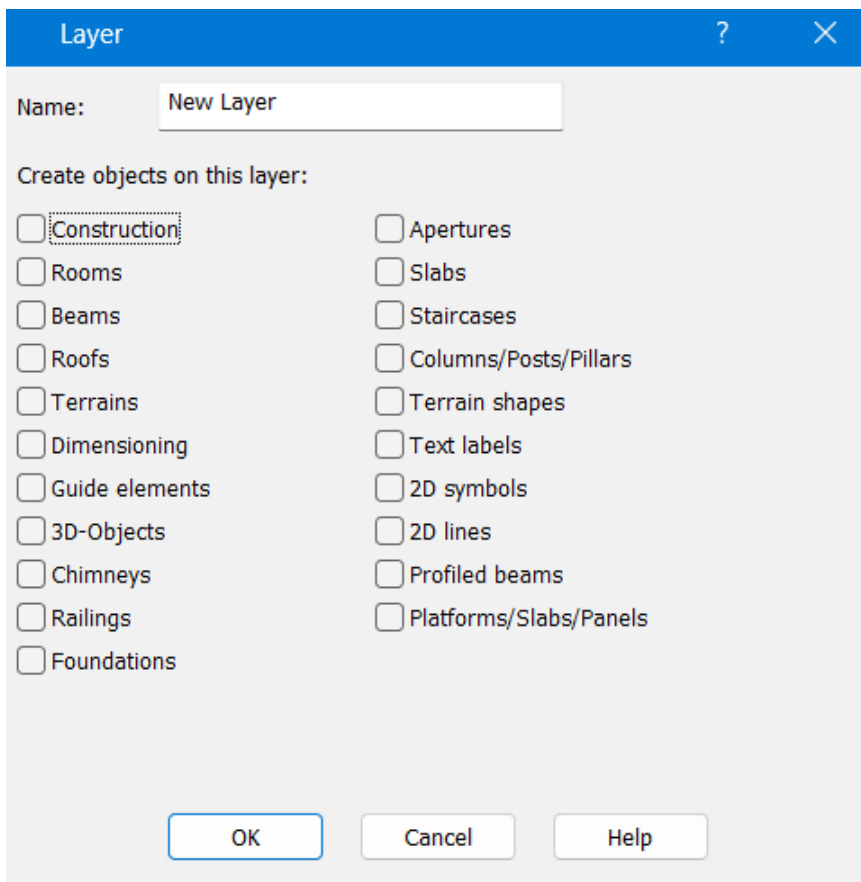 Layer ?
Name: New Layer
Create objects on this layer:
Construction Apertures
Rooms Slabs
Beams Staircases
Roofs Columns/Posts/Pillars
Terrains Terrain shapes
Dimensioning Text labels
Guide elements 2D symbols
3D-Objects 2D lines
Chimneys Profiled beams
Railings Platforms/Slabs/Panels
Foundations
OK Cancel Help